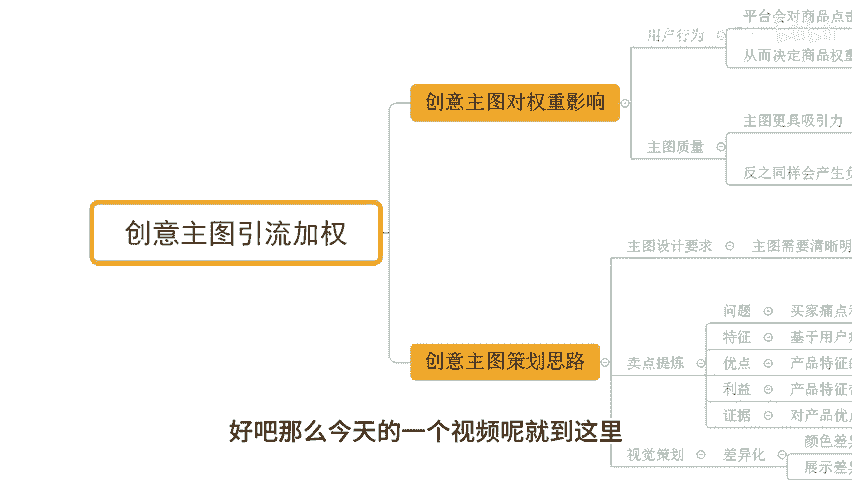 平台会对商品点击
用户行为
从而决定商品权重
创意主图对权重影响
主图更具吸引力
主图质量
反之同样会产生负
创意主图引流加权
主图设计要求
主图需要清晰明
问题
买家痛点
特征
基于用户
创意主图策划思路
卖点提炼
优点
产品特征
利益
产品特征
证据
对产品优
好吧那么今天的一个视频呢就到这里
颜色差
视觉策划
差异化
展示差异